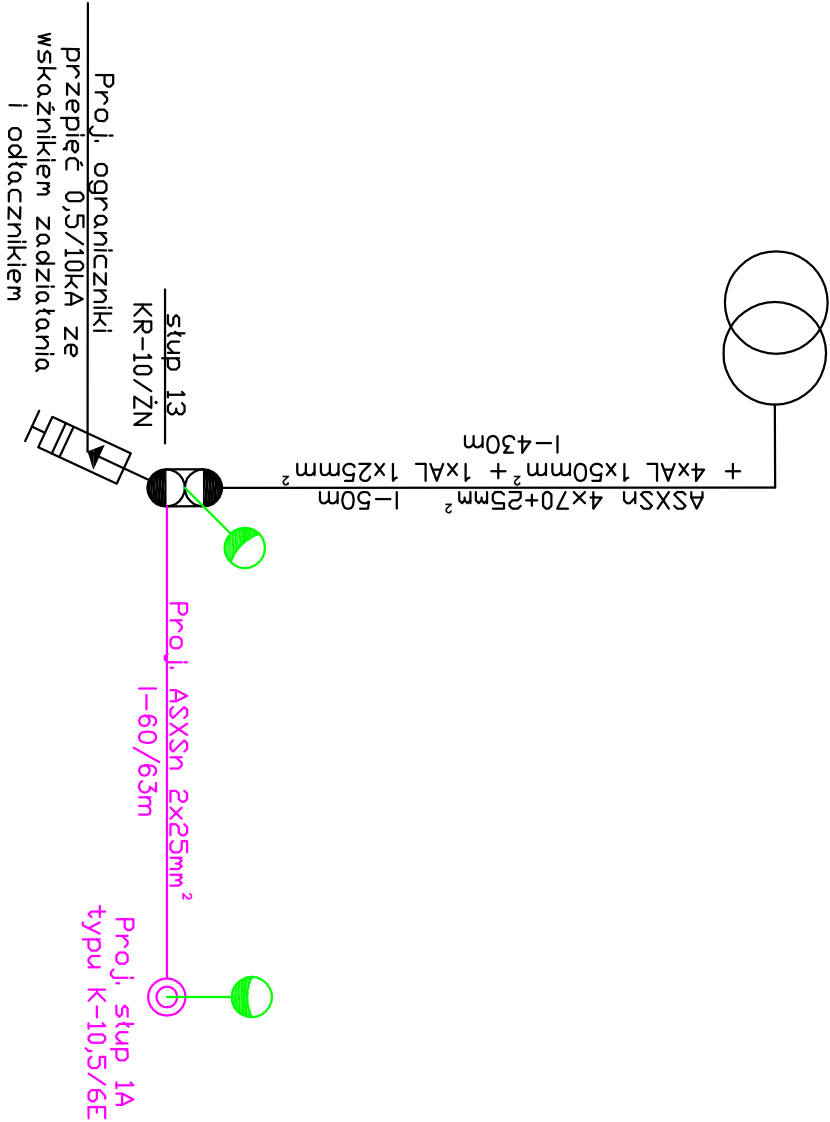 Proj. ograniczniki
przepięć 0,5/10kA ze
wskaźnikiem zadziałania
i odłacznikiem
słup 13
KR-10/ŻN
ASXSn 4x70+25mm² l-50m
+ 4xAL 1x50mm² + 1xAL 1x25mm²
l-430m
Proj. ASXSn 2x25mm²
l-60/63m
Proj. słup 1A
typu K-10,5/6E